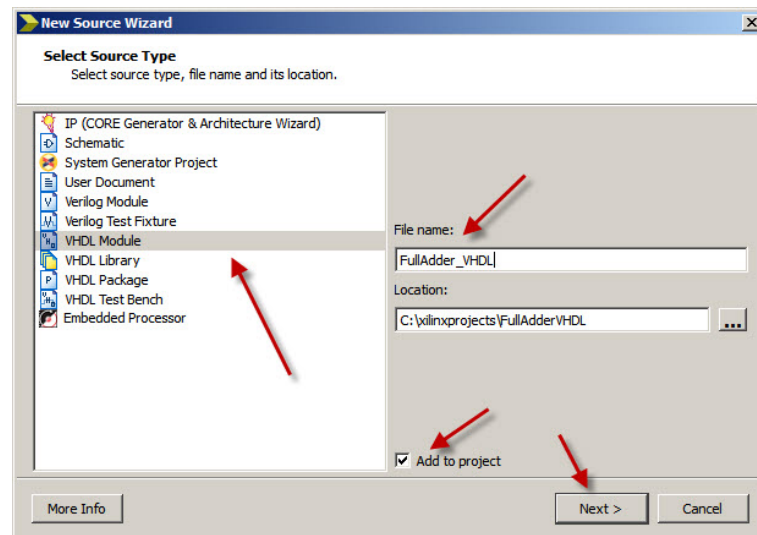 New Source Wizard
Select Source Type
Select source type, file name and its location.
IP (CORE Generator & Architecture Wizard)
Schematic
System Generator Project
User Document
Verilog Module
Verilog Test Fixture
VHDL Module
VHDL Library
VHDL Package
VHDL Test Bench
Embedded Processor
File name:
FullAdder_VHDL
Location:
C:\xilinxprojects\FullAdderVHDL
...
Add to project
More Info
Next >
Cancel